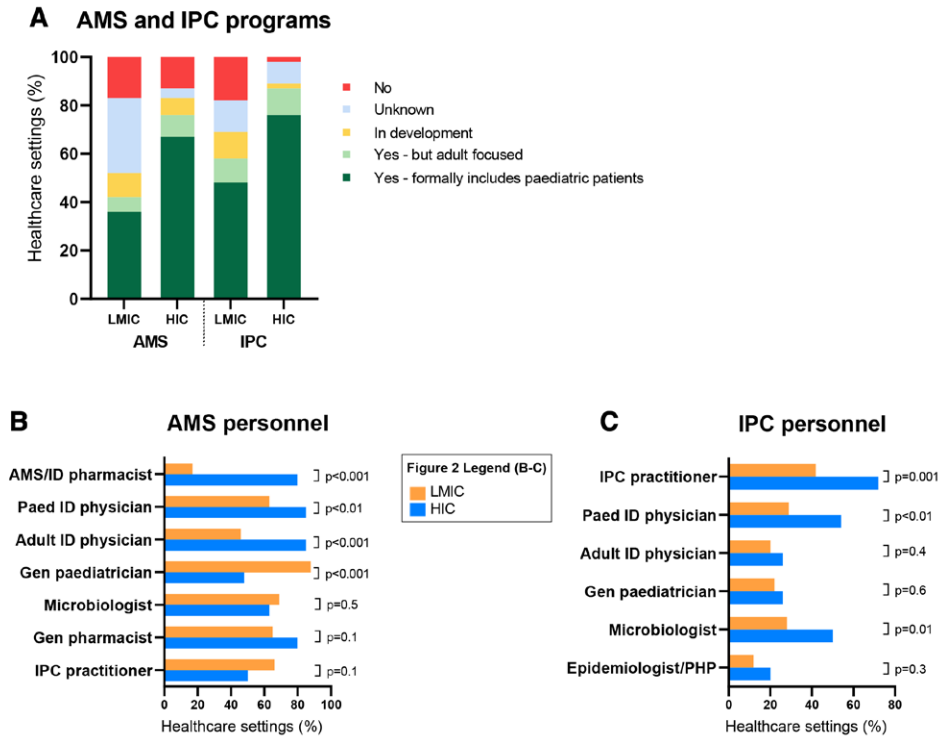 A AMS and IPC programs
Healthcare settings (%)
100
80
60
40
20
0
LMIC HIC LMIC HIC
AMS IPC
No
Unknown
In development
Yes - but adult focused
Yes - formally includes paediatric patients
B AMS personnel
AMS/ID pharmacist p<0.001
Paed ID physician p<0.01
Adult ID physician p<0.001
Gen paediatrician p<0.001
Microbiologist p=0.5
Gen pharmacist p=0.1
IPC practitioner p=0.1
0 20 40 60 80 100
Healthcare settings (%)
Figure 2 Legend (B-C)
LMIC
HIC
C IPC personnel
IPC practitioner p=0.001
Paed ID physician p<0.01
Adult ID physician p=0.4
Gen paediatrician p=0.6
Microbiologist p=0.01
Epidemiologist/PHP p=0.3
0 20 40 60 80
Healthcare settings (%)